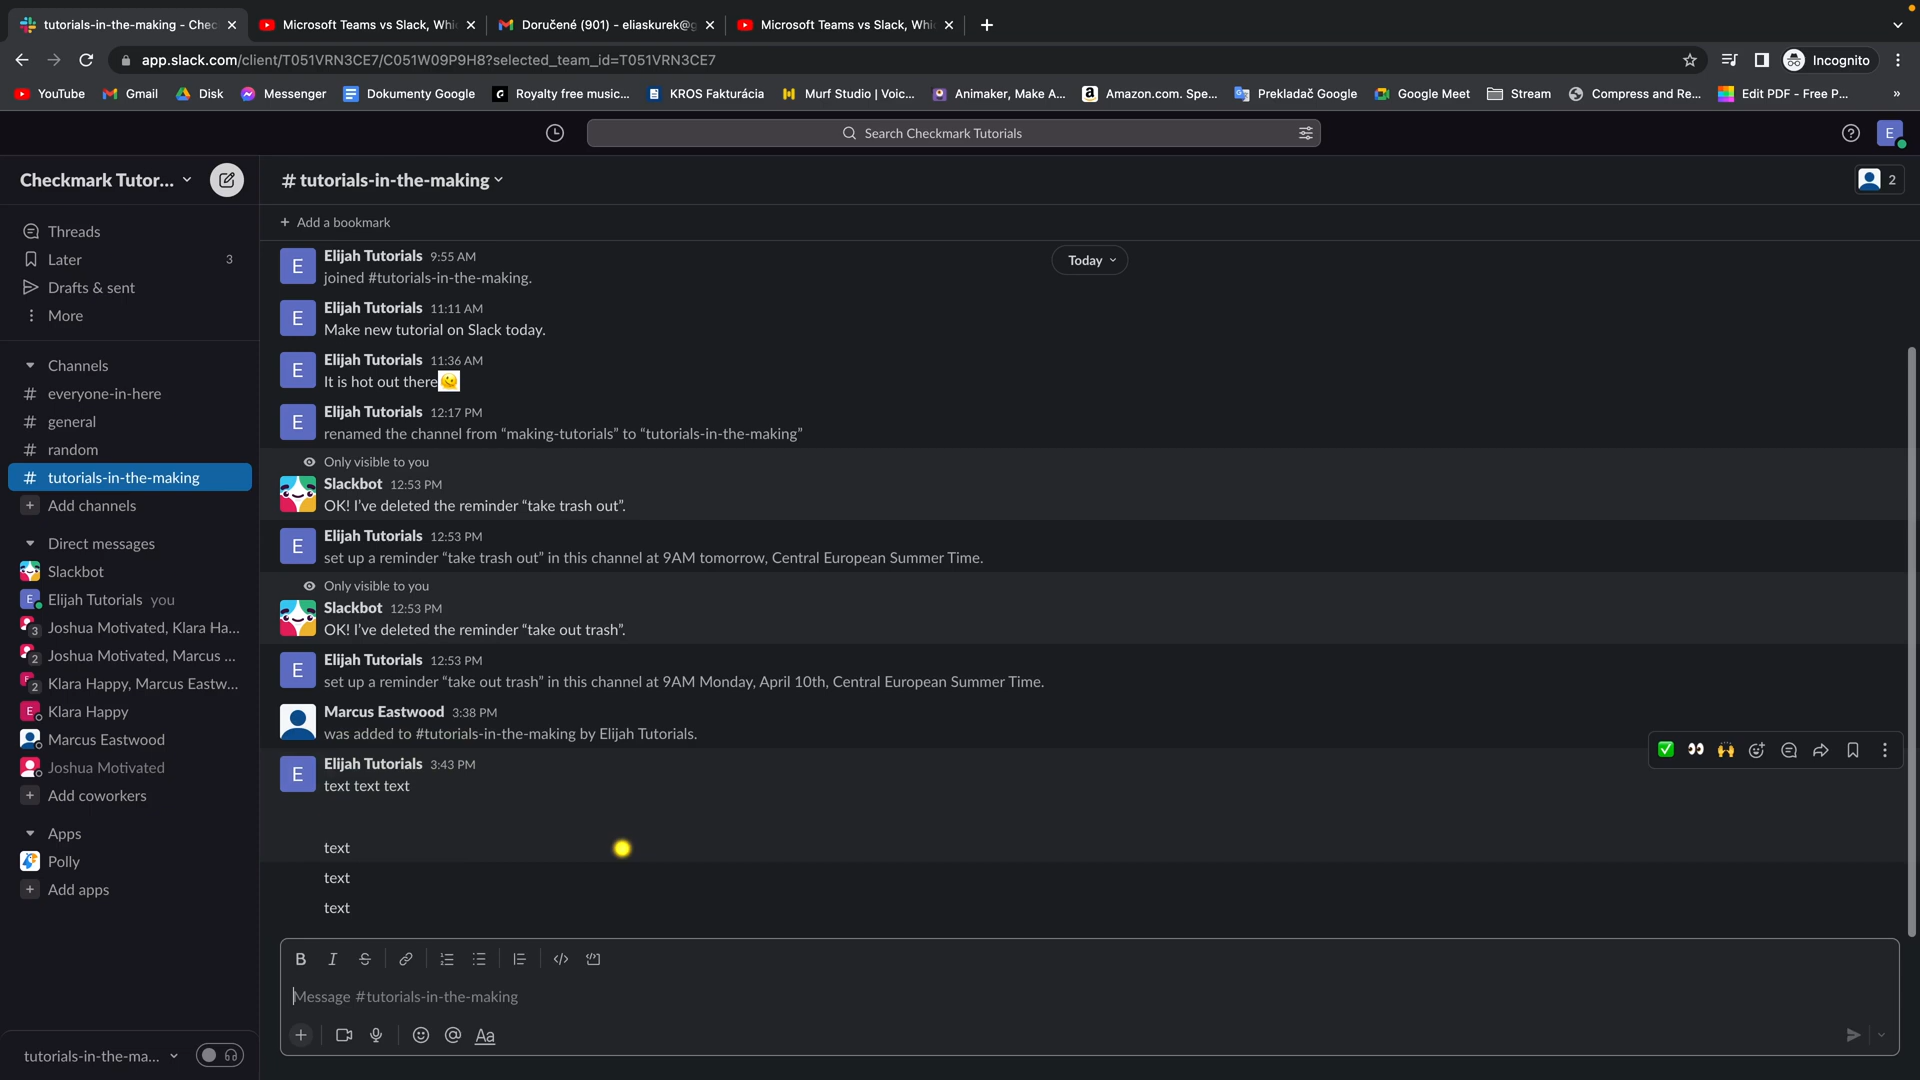 tutorials-in-the-making - Chec
Microsoft Teams vs Slack, Whi
Doručené (901) - eliaskurek@g
Microsoft Teams vs Slack, Whi
app.slack.com/client/T051VRN3CE7/C051W09P9H8?selected_team_id=T051VRN3CE7
Incognito
YouTube
Gmail
Disk
Messenger
Dokumenty Google
Royalty free music...
KROS Fakturácia
Murf Studio | Voic...
Animaker, Make A...
Amazon.com. Spe...
Prekladač Google
Google Meet
Stream
Compress and Re...
Edit PDF - Free P...
»
Search Checkmark Tutorials
E
Checkmark Tutor...
# tutorials-in-the-making
2
Threads
Later 3
Drafts & sent
More
Channels
# everyone-in-here
# general
# random
# tutorials-in-the-making
+ Add channels
Direct messages
Slackbot
E Elijah Tutorials you
3 Joshua Motivated, Klara Ha...
2 Joshua Motivated, Marcus ...
2 Klara Happy, Marcus Eastw...
E Klara Happy
Marcus Eastwood
Joshua Motivated
+ Add coworkers
Apps
Polly
+ Add apps
tutorials-in-the-ma...
+ Add a bookmark
Today
E Elijah Tutorials 9:55 AM
joined #tutorials-in-the-making.
E Elijah Tutorials 11:11 AM
Make new tutorial on Slack today.
E Elijah Tutorials 11:36 AM
It is hot out there🫠
E Elijah Tutorials 12:17 PM
renamed the channel from “making-tutorials” to “tutorials-in-the-making”
Only visible to you
Slackbot 12:53 PM
OK! I’ve deleted the reminder “take trash out”.
E Elijah Tutorials 12:53 PM
set up a reminder “take trash out” in this channel at 9AM tomorrow, Central European Summer Time.
Only visible to you
Slackbot 12:53 PM
OK! I’ve deleted the reminder “take out trash”.
E Elijah Tutorials 12:53 PM
set up a reminder “take out trash” in this channel at 9AM Monday, April 10th, Central European Summer Time.
Marcus Eastwood 3:38 PM
was added to #tutorials-in-the-making by Elijah Tutorials.
E Elijah Tutorials 3:43 PM
text text text
text
text
text
B I S
Message #tutorials-in-the-making
+ @ Aa